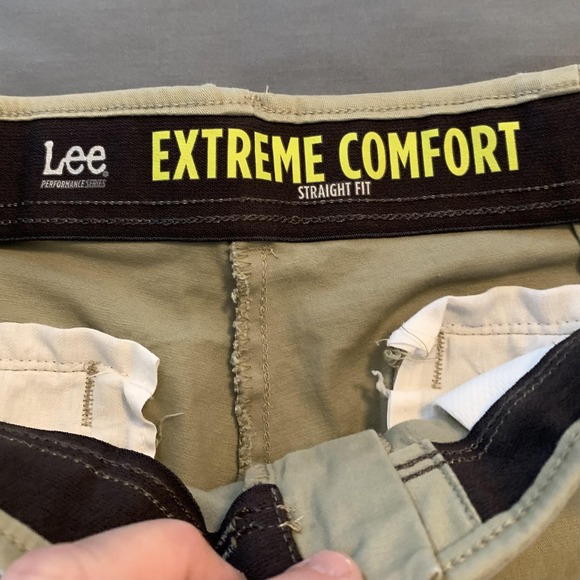 Lee®
PERFORMANCE SERIES
EXTREME COMFORT
STRAIGHT FIT